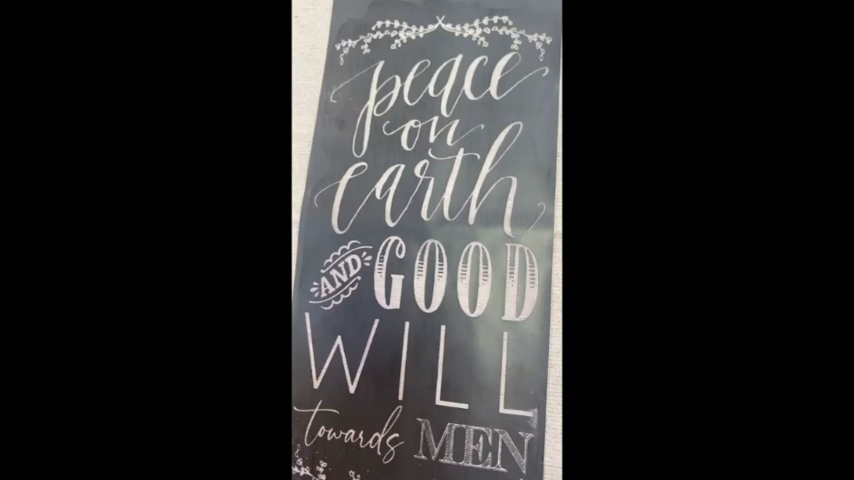 peace
on
earth
AND GOOD
WILL
towards MEN